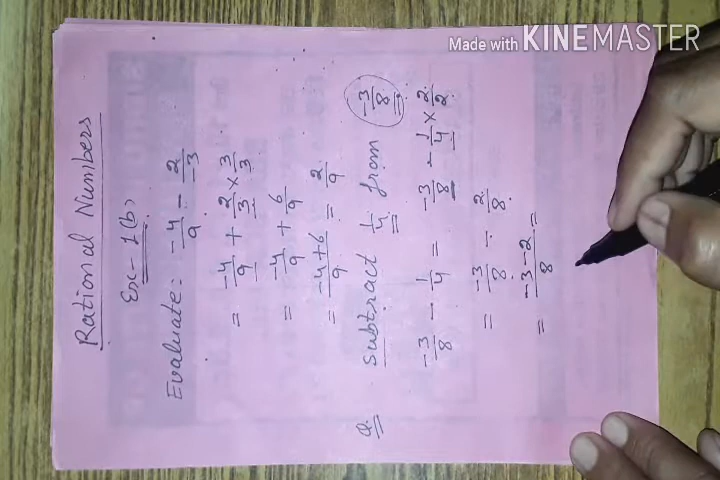 Made with KINEMASTER
Rational Numbers
Ex- 1(b)
Evaluate: -4/9 - 2/-3
= -4/9 + 2/3 × 3/3
= -4/9 + 6/9
= -4+6/9 = 2/9
Q. Subtract 1/4 from -3/8
-3/8 - 1/4 = -3/8 - 1/4 × 2/2
= -3/8 - 2/8
= -3-2/8 =